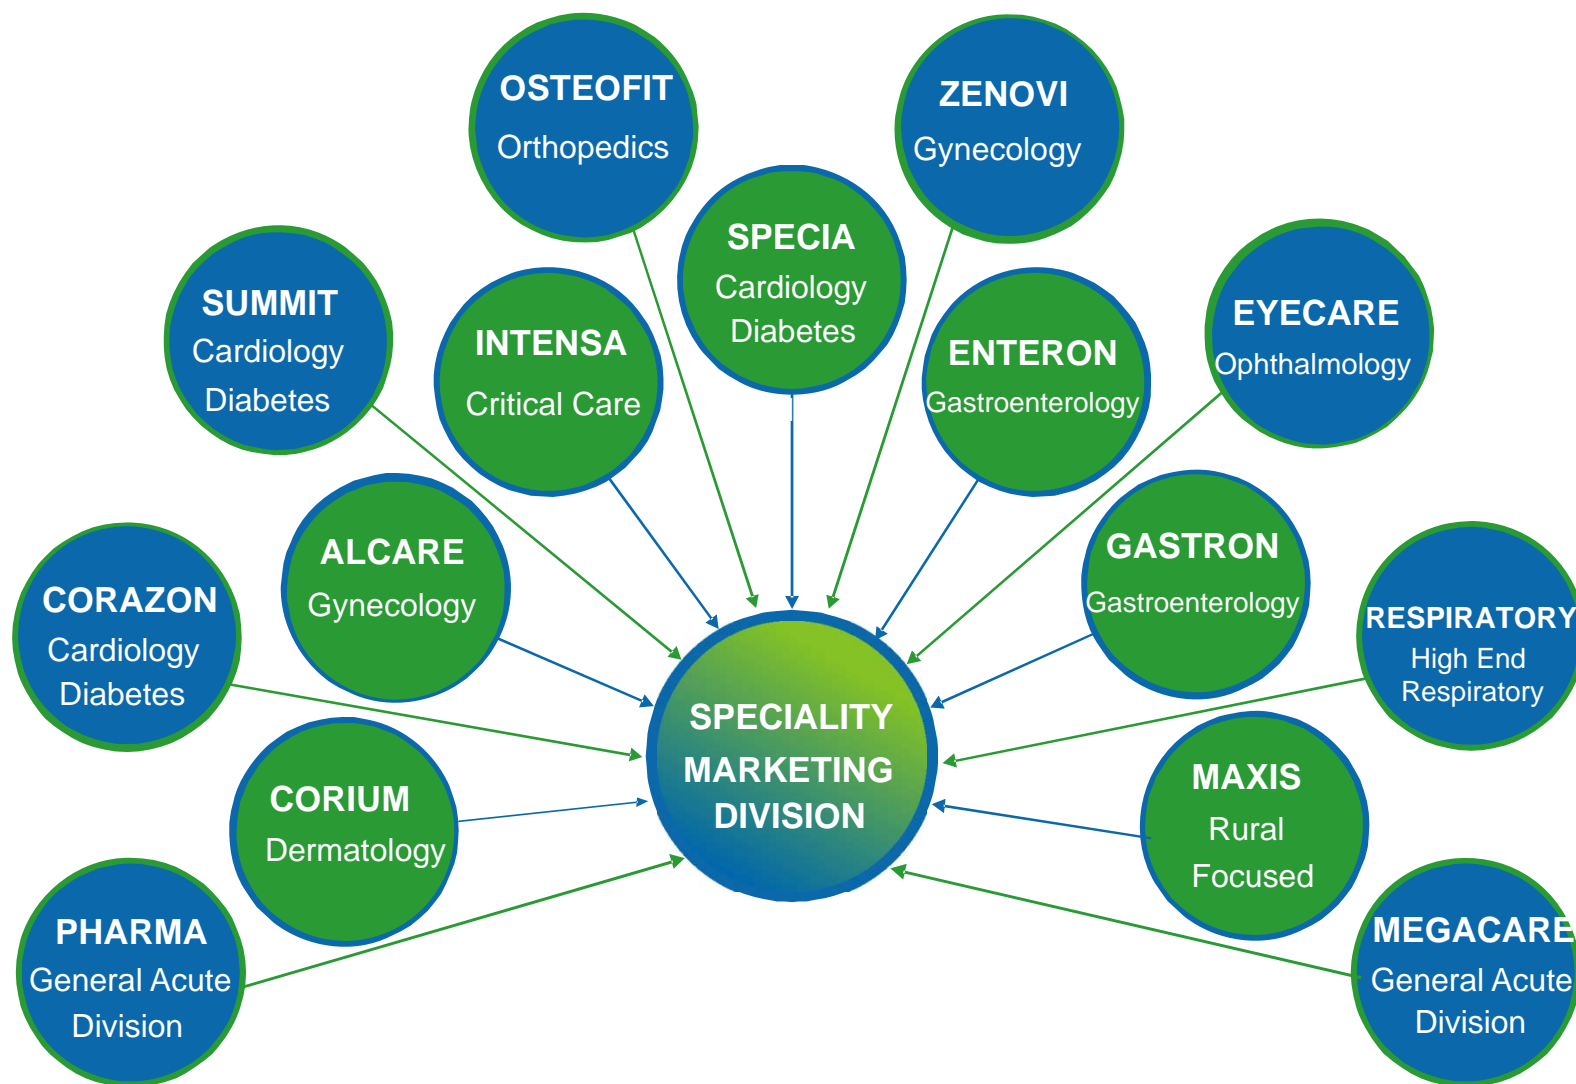 OSTEOFIT
Orthopedics
ZENOVI
Gynecology
SPECIA
Cardiology
Diabetes
SUMMIT
Cardiology
Diabetes
INTENSA
Critical Care
ENTERON
Gastroenterology
EYECARE
Ophthalmology
ALCARE
Gynecology
GASTRON
Gastroenterology
CORAZON
Cardiology
Diabetes
RESPIRATORY
High End
Respiratory
SPECIALITY
MARKETING
DIVISION
CORIUM
Dermatology
MAXIS
Rural
Focused
PHARMA
General Acute
Division
MEGACARE
General Acute
Division